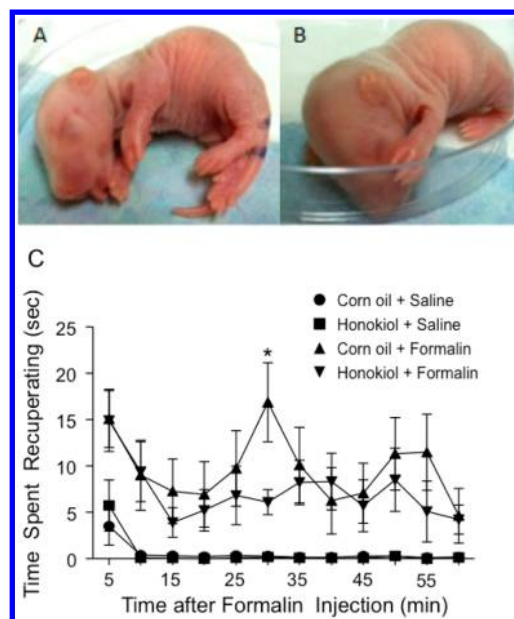 A
B
C
Corn oil + Saline
Honokiol + Saline
Corn oil + Formalin
Honokiol + Formalin
Time Spent Recuperating (sec)
25
20
15
10
5
0
*
5
15
25
35
45
55
Time after Formalin Injection (min)